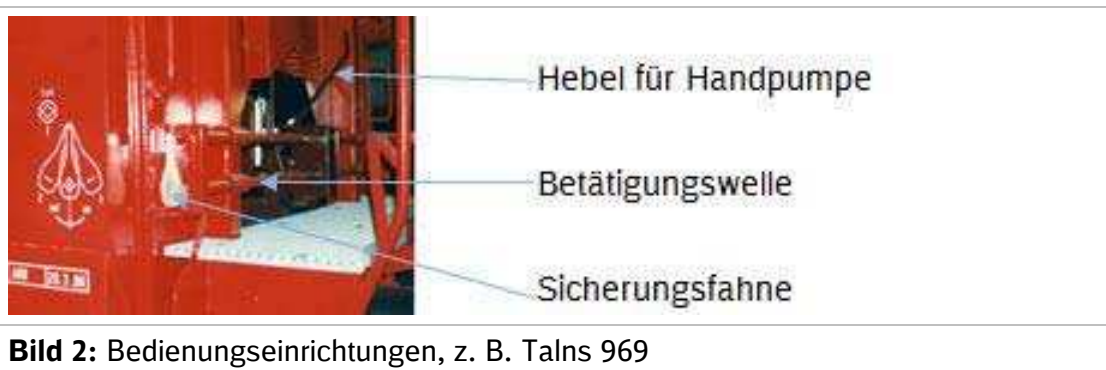 Hebel für Handpumpe
Betätigungswelle
Sicherungsfahne
Bild 2: Bedienungseinrichtungen, z. B. Talns 969